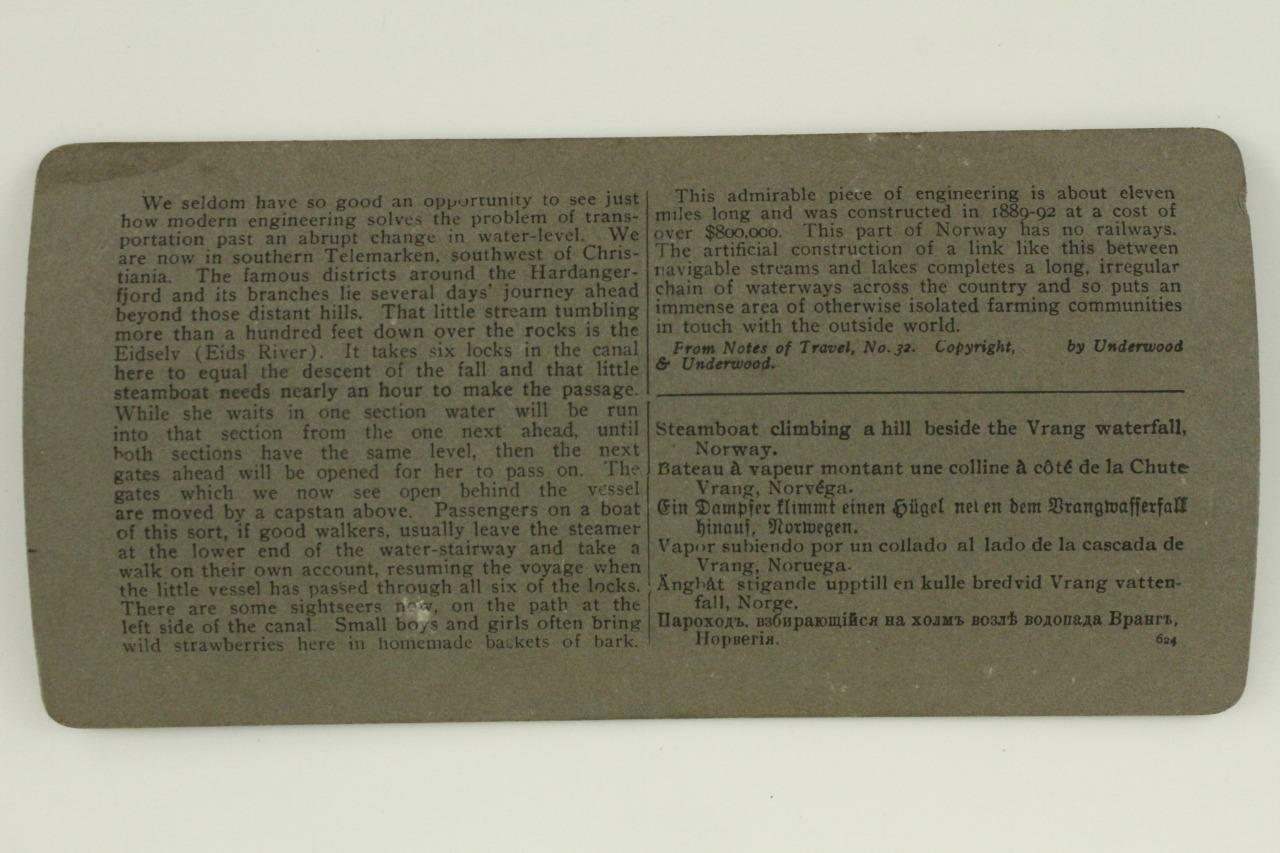 We seldom have so good an opportunity to see just
how modern engineering solves the problem of trans-
portation past an abrupt change in water-level. We
are now in southern Telemarken, southwest of Chris-
tiania. The famous districts around the Hardanger-
fjord and its branches lie several days' journey ahead
beyond those distant hills. That little stream tumbling
more than a hundred feet down over the rocks is the
Eidselv (Eids River). It takes six locks in the canal
here to equal the descent of the fall and that little
steamboat needs nearly an hour to make the passage.
While she waits in one section water will be run
into that section from the one next ahead, until
both sections have the same level, then the next
gates ahead will be opened for her to pass on. The
gates which we now see open behind the vessel
are moved by a capstan above. Passengers on a boat
of this sort, if good walkers, usually leave the steamer
at the lower end of the water-stairway and take a
walk on their own account, resuming the voyage when
the little vessel has passed through all six of the locks.
There are some sightseers now, on the path at the
left side of the canal. Small boys and girls often bring
wild strawberries here in homemade baskets of bark.
This admirable piece of engineering is about eleven
miles long and was constructed in 1889-92 at a cost of
over $800,000. This part of Norway has no railways.
The artificial construction of a link like this between
navigable streams and lakes completes a long, irregular
chain of waterways across the country and so puts an
immense area of otherwise isolated farming communities
in touch with the outside world.
From Notes of Travel, No. 32. Copyright, by Underwood
& Underwood.
Steamboat climbing a hill beside the Vrang waterfall,
Norway.
Bateau à vapeur montant une colline à côté de la Chute
Vrang, Norvéga.
Ein Dampfer klimmt einen Hügel neben dem Vrangwasserfall
hinauf, Norwegen.
Vapor subiendo por un collado al lado de la cascada de
Vrang, Noruega.
Ångbåt stigande upptill en kulle bredvid Vrang vatten-
fall, Norge.
Пароходъ, взбирающійся на холмъ возлѣ водопада Врангъ,
Норвегія.
624